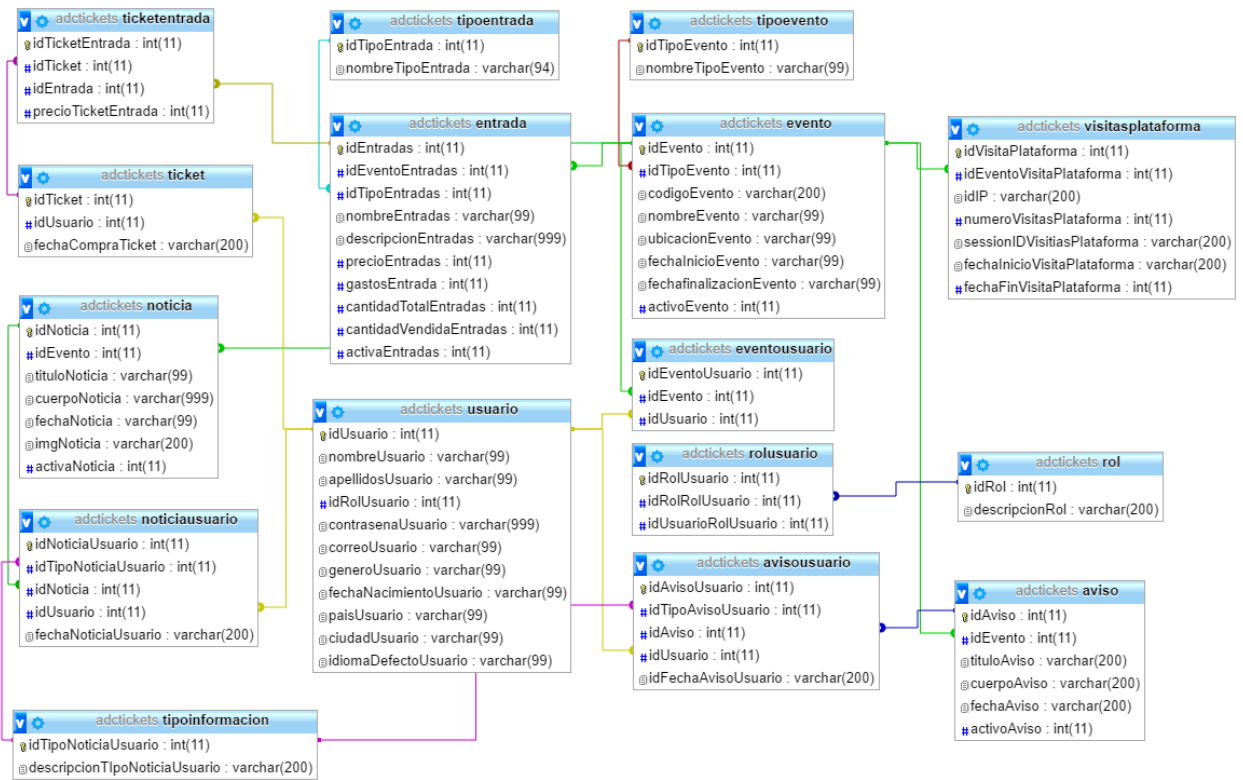 adctickets ticketentrada
idTicketEntrada : int(11)
idTicket : int(11)
idEntrada : int(11)
precioTicketEntrada : int(11)
adctickets tipoentrada
idTipoEntrada : int(11)
nombreTipoEntrada : varchar(94)
adctickets tipoevento
idTipoEvento : int(11)
nombreTipoEvento : varchar(99)
adctickets entrada
idEntradas : int(11)
idEventoEntradas : int(11)
idTipoEntradas : int(11)
nombreEntradas : varchar(99)
descripcionEntradas : varchar(999)
precioEntradas : int(11)
gastosEntrada : int(11)
cantidadTotalEntradas : int(11)
cantidadVendidaEntradas : int(11)
activaEntradas : int(11)
adctickets evento
idEvento : int(11)
idTipoEvento : int(11)
codigoEvento : varchar(200)
nombreEvento : varchar(99)
ubicacionEvento : varchar(99)
fechaInicioEvento : varchar(99)
fechafinalizacionEvento : varchar(99)
activoEvento : int(11)
adctickets visitasplataforma
idVisitaPlataforma : int(11)
idEventoVisitaPlataforma : int(11)
idIP : varchar(200)
numeroVisitasPlataforma : int(11)
sessionIDVisitiasPlataforma : varchar(200)
fechaInicioVisitaPlataforma : varchar(200)
fechaFinVisitaPlataforma : int(11)
adctickets ticket
idTicket : int(11)
idUsuario : int(11)
fechaCompraTicket : varchar(200)
adctickets noticia
idNoticia : int(11)
idEvento : int(11)
tituloNoticia : varchar(99)
cuerpoNoticia : varchar(999)
fechaNoticia : varchar(99)
imgNoticia : varchar(200)
activaNoticia : int(11)
adctickets eventousuario
idEventoUsuario : int(11)
idEvento : int(11)
idUsuario : int(11)
adctickets usuario
idUsuario : int(11)
nombreUsuario : varchar(99)
apellidosUsuario : varchar(99)
idRolUsuario : int(11)
contrasenaUsuario : varchar(999)
correoUsuario : varchar(99)
generoUsuario : varchar(99)
fechaNacimientoUsuario : varchar(99)
paisUsuario : varchar(99)
ciudadUsuario : varchar(99)
idiomaDefectoUsuario : varchar(99)
adctickets rolusuario
idRolUsuario : int(11)
idRolRolUsuario : int(11)
idUsuarioRolUsuario : int(11)
adctickets rol
idRol : int(11)
descripcionRol : varchar(200)
adctickets noticiausuario
idNoticiaUsuario : int(11)
idTipoNoticiaUsuario : int(11)
idNoticia : int(11)
idUsuario : int(11)
fechaNoticiaUsuario : varchar(200)
adctickets avisousuario
idAvisoUsuario : int(11)
idTipoAvisoUsuario : int(11)
idAviso : int(11)
idUsuario : int(11)
idFechaAvisoUsuario : varchar(200)
adctickets aviso
idAviso : int(11)
idEvento : int(11)
tituloAviso : varchar(200)
cuerpoAviso : varchar(200)
fechaAviso : varchar(200)
activoAviso : int(11)
adctickets tipoinformacion
idTipoNoticiaUsuario : int(11)
descripcionTIpoNoticiaUsuario : varchar(200)